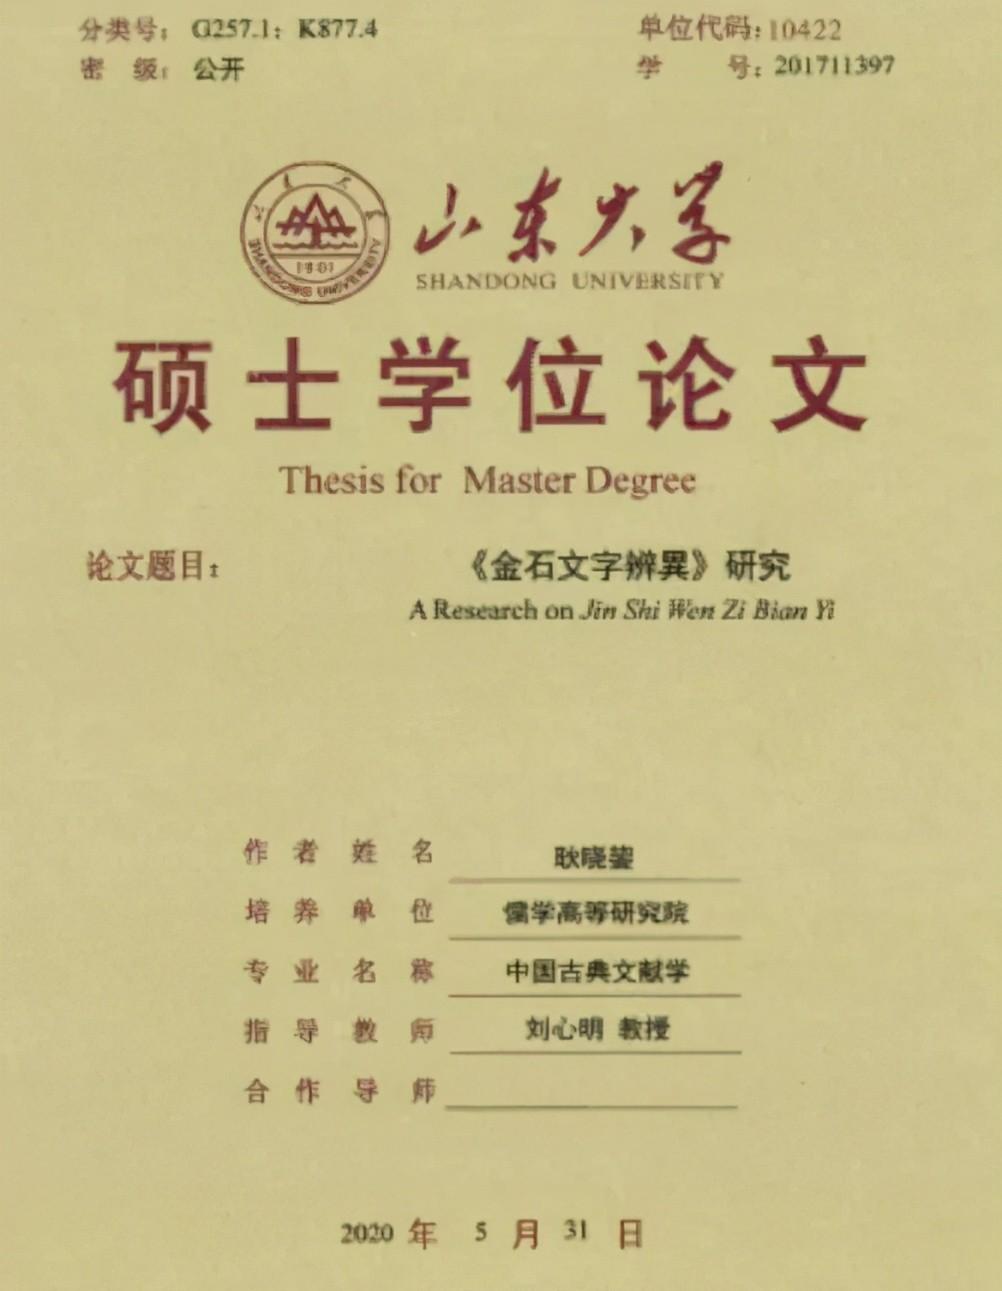 分类号：G257.1；K877.4
单位代码：10422
密 级：公开
学 号：201711397
山东大学
SHANDONG UNIVERSITY
1901
SHANDONG UNIVERSITY
硕士学位论文
Thesis for Master Degree
论文题目：
《金石文字辨異》研究
A Research on Jin Shi Wen Zi Bian Yi
作者姓名 耿晓
培养单位 儒学高等研究院
专业名称 中国古典文献学
指导教师 刘心明 教授
合作导师
2020 年 5 月 31 日